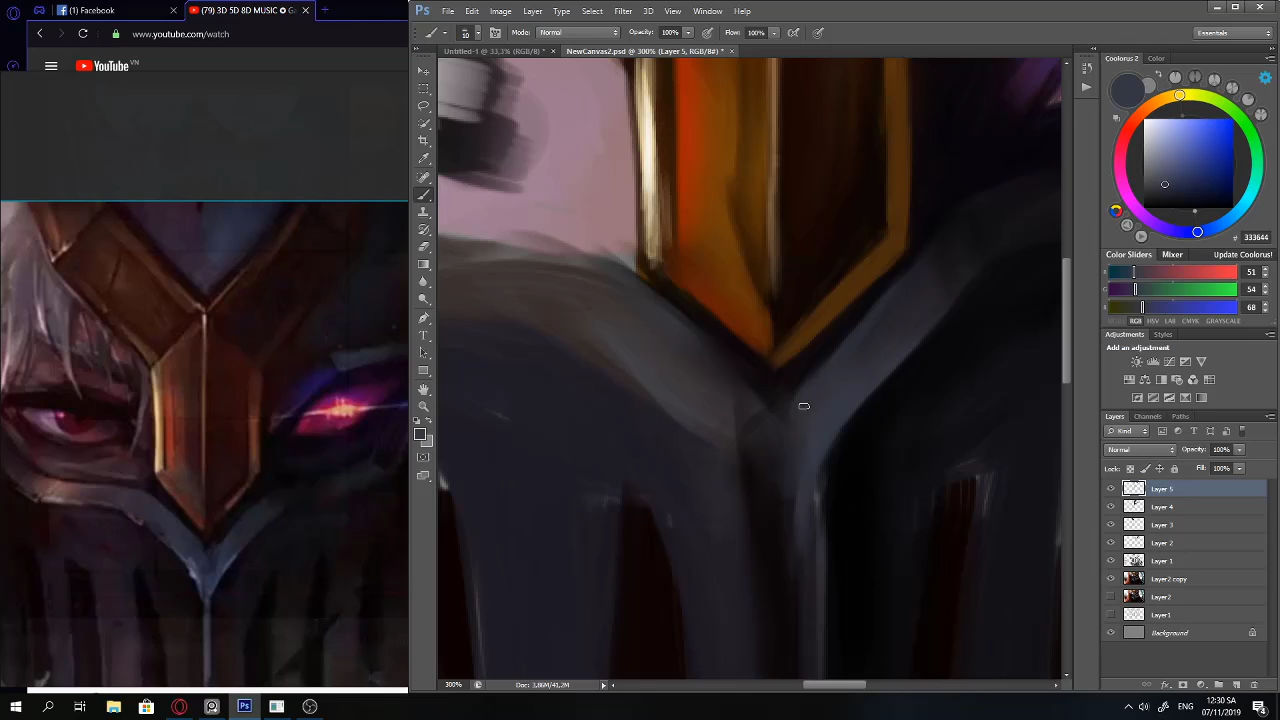 (1) Facebook
(79) 3D 5D 8D MUSIC
www.youtube.com/watch
YouTube VN
Ps File Edit Image Layer Type Select Filter 3D View Window Help
10 Mode: Normal Opacity: 100% Flow: 100% Essentials
Untitled-1 @ 33,3% (RGB/8) * ×
NewCanvas2.psd @ 300% (Layer 5, RGB/8#) * ×
Coolorus 2 Color
# 333644
Color Sliders Mixer Update Coolorus!
R 51
G 54
B 68
RGB HSV LAB CMYK GRAYSCALE
Adjustments Styles
Add an adjustment
Layers Channels Paths
Kind
Normal Opacity: 100%
Lock: Fill: 100%
Layer 5
Layer 4
Layer 3
Layer 2
Layer 1
Layer2 copy
Layer2
Layer1
Background
300% Doc: 3,86M/41,2M
Ps
ENG
12:30 SA
07/11/2019